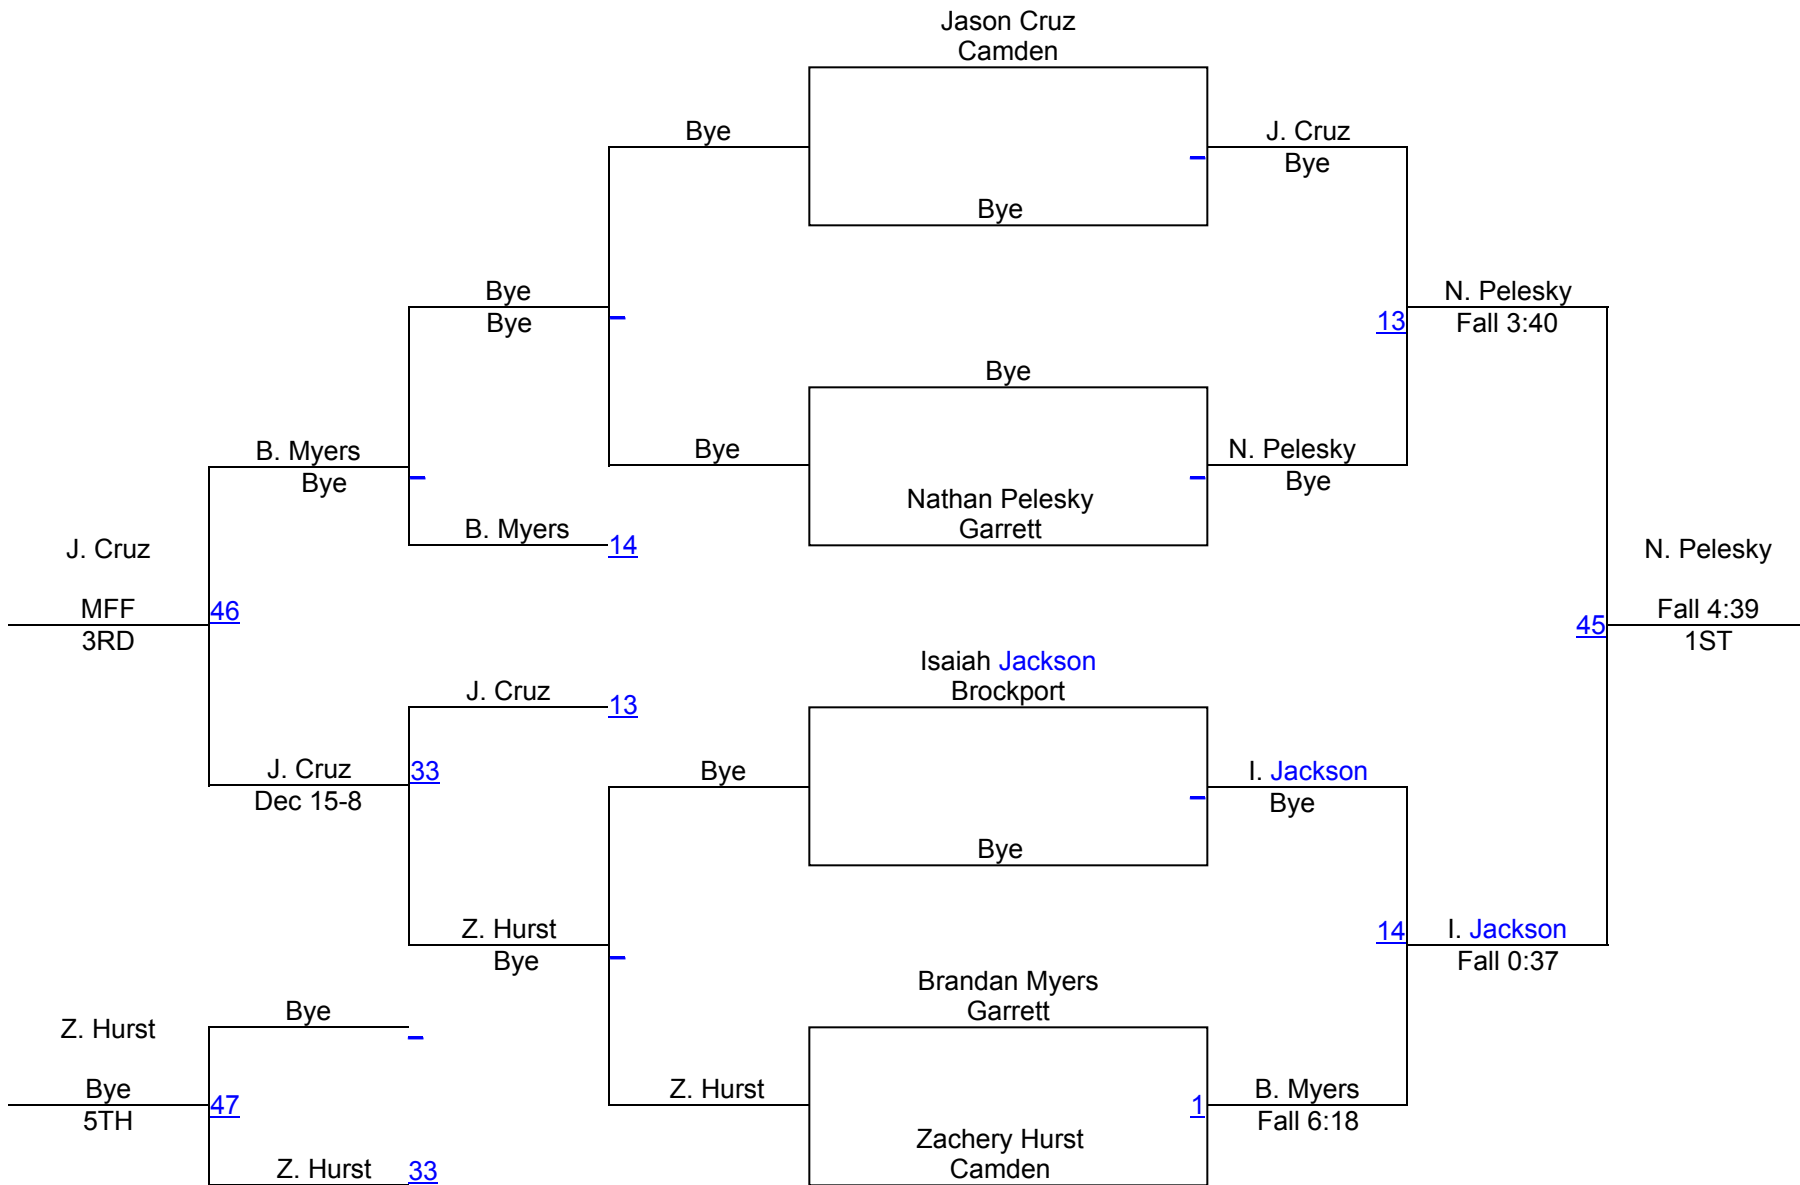 Jason Cruz
Camden
Bye
J. Cruz
Bye
Bye
Bye
Bye
N. Pelesky
13
Fall 3:40
Bye
B. Myers
Bye
Bye
N. Pelesky
Bye
Nathan Pelesky
Garrett
B. Myers
14
J. Cruz
N. Pelesky
MFF
46
Fall 4:39
3RD
45
1ST
Isaiah Jackson
Brockport
J. Cruz
13
J. Cruz
33
Bye
I. Jackson
Dec 15-8
Bye
Bye
Z. Hurst
14
I. Jackson
Bye
Fall 0:37
Brandan Myers
Garrett
Bye
Z. Hurst
Bye
47
Z. Hurst
1
B. Myers
5TH
Fall 6:18
Zachery Hurst
Camden
Z. Hurst
33